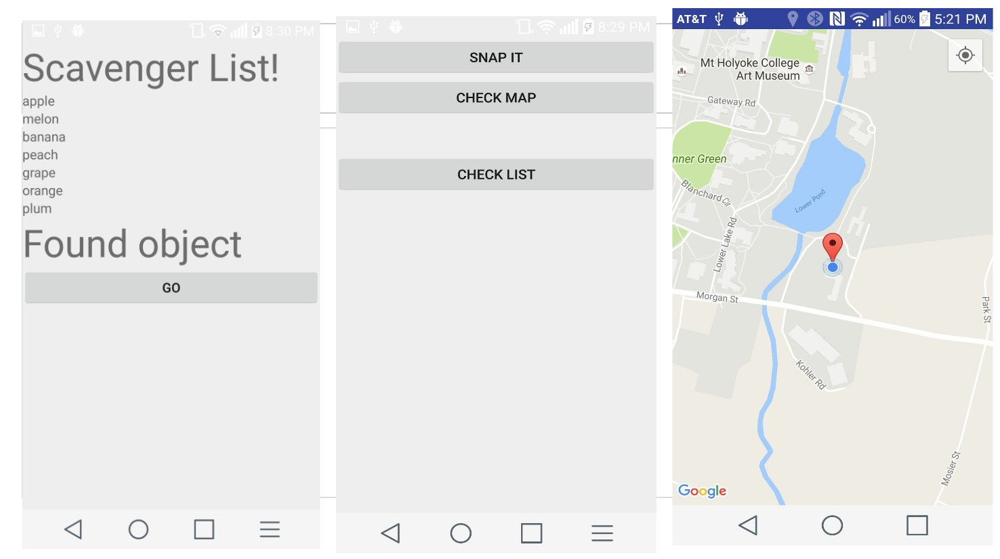 8:30 PM
Scavenger List!
apple
melon
banana
peach
grape
orange
plum
Found object
GO
8:29 PM
SNAP IT
CHECK MAP
CHECK LIST
AT&T 60% 5:21 PM
Mt Holyoke College
Art Museum
Gateway Rd
nner Green
Blanchard Cir
Lower Pond
Lower Lake Rd
Morgan St
Park St
Kohler Rd
Mosier St
Google